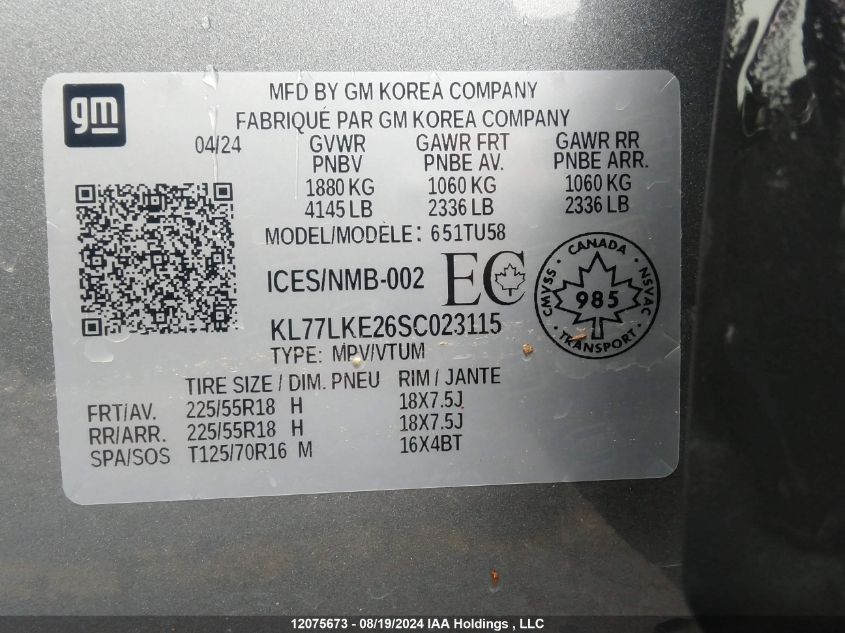 gm
MFD BY GM KOREA COMPANY
FABRIQUÉ PAR GM KOREA COMPANY
04/24 GVWR GAWR FRT GAWR RR
PNBV PNBE AV. PNBE ARR.
1880 KG 1060 KG 1060 KG
4145 LB 2336 LB 2336 LB
MODEL/MODÈLE: 651TU58
ICES/NMB-002 EC
CANADA
CMVSS 985 NSVAC
TRANSPORT
KL77LKE26SC023115
TYPE: MPV/VTUM
TIRE SIZE / DIM. PNEU RIM / JANTE
FRT/AV. 225/55R18 H 18X7.5J
RR/ARR. 225/55R18 H 18X7.5J
SPA/SOS T125/70R16 M 16X4BT
12075673 - 08/19/2024 IAA Holdings , LLC